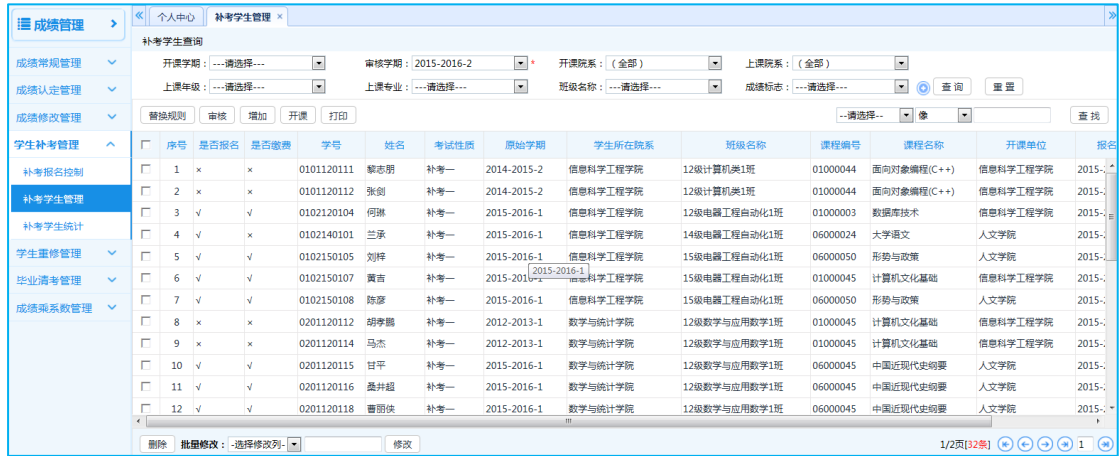 成绩管理
个人中心 补考学生管理 ×
补考学生查询
开课学期： ---请选择--- 审核学期： 2015-2016-2 * 开课院系： （全部） 上课院系： （全部）
成绩常规管理
上课年级： ---请选择--- 上课专业： ---请选择--- 班级名称： ---请选择--- 成绩标志： ---请选择--- 查询 重置
成绩认定管理
成绩修改管理
替换规则 审核 增加 开课 打印 --请选择-- 像 查找
学生补考管理
序号 是否报名 是否缴费 学号 姓名 考试性质 原始学期 学生所在院系 班级名称 课程编号 课程名称 开课单位 报名
补考报名控制
1 × × 0101120111 黎志朋 补考一 2014-2015-2 信息科学工程学院 12级计算机类1班 01000044 面向对象编程(C++) 信息科学工程学院 2015-
补考学生管理
2 × × 0101120112 张剑 补考一 2014-2015-2 信息科学工程学院 12级计算机类1班 01000044 面向对象编程(C++) 信息科学工程学院 2015-
3 √ √ 0102120104 何琳 补考一 2015-2016-1 信息科学工程学院 12级电器工程自动化1班 01000003 数据库技术 信息科学工程学院 2015-
补考学生统计
4 √ × 0102140101 兰承 补考一 2015-2016-1 信息科学工程学院 14级电器工程自动化1班 06000024 大学语文 人文学院 2015-
学生重修管理
5 √ √ 0102150105 刘梓 补考一 2015-2016-1 信息科学工程学院 15级电器工程自动化1班 06000050 形势与政策 人文学院 2015-
2015-2016-1
毕业清考管理
6 √ √ 0102150107 黄吉 补考一 2015-2016-1 信息科学工程学院 15级电器工程自动化1班 01000045 计算机文化基础 信息科学工程学院 2015-
成绩乘系数管理
7 √ √ 0102150108 陈彦 补考一 2015-2016-1 信息科学工程学院 15级电器工程自动化1班 06000050 形势与政策 人文学院 2015-
8 × × 0201120112 胡孝鹏 补考一 2012-2013-1 数学与统计学院 12级数学与应用数学1班 01000045 计算机文化基础 信息科学工程学院 2015-
9 × × 0201120114 马杰 补考一 2012-2013-1 数学与统计学院 12级数学与应用数学1班 01000045 计算机文化基础 信息科学工程学院 2015-
10 √ √ 0201120115 甘平 补考一 2015-2016-1 数学与统计学院 12级数学与应用数学1班 06000045 中国近现代史纲要 人文学院 2015-
11 √ √ 0201120116 桑井超 补考一 2015-2016-1 数学与统计学院 12级数学与应用数学1班 06000045 中国近现代史纲要 人文学院 2015-
12 √ √ 0201120118 曹丽侠 补考一 2015-2016-1 数学与统计学院 12级数学与应用数学1班 06000045 中国近现代史纲要 人文学院 2015-
删除 批量修改： -选择修改列- 修改 1/2页[32条] 1